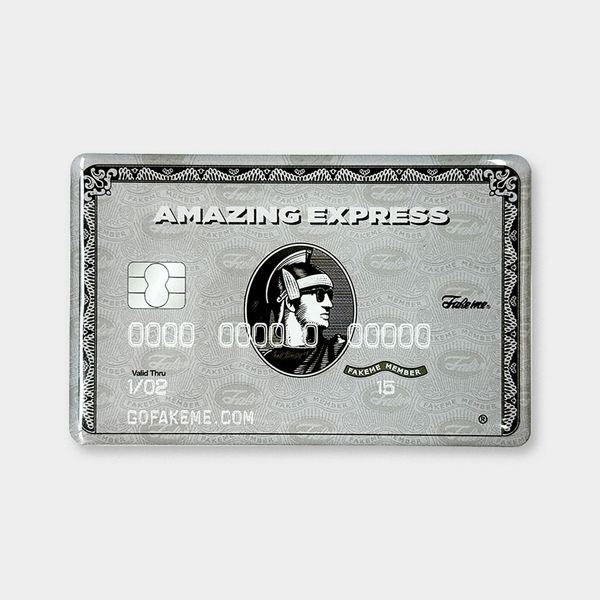 AMAZING EXPRESS
Fakeme®
0000 000000 00000
FAKEME MEMBER
Valid Thru
1/02
15
GOFAKEME.COM
®